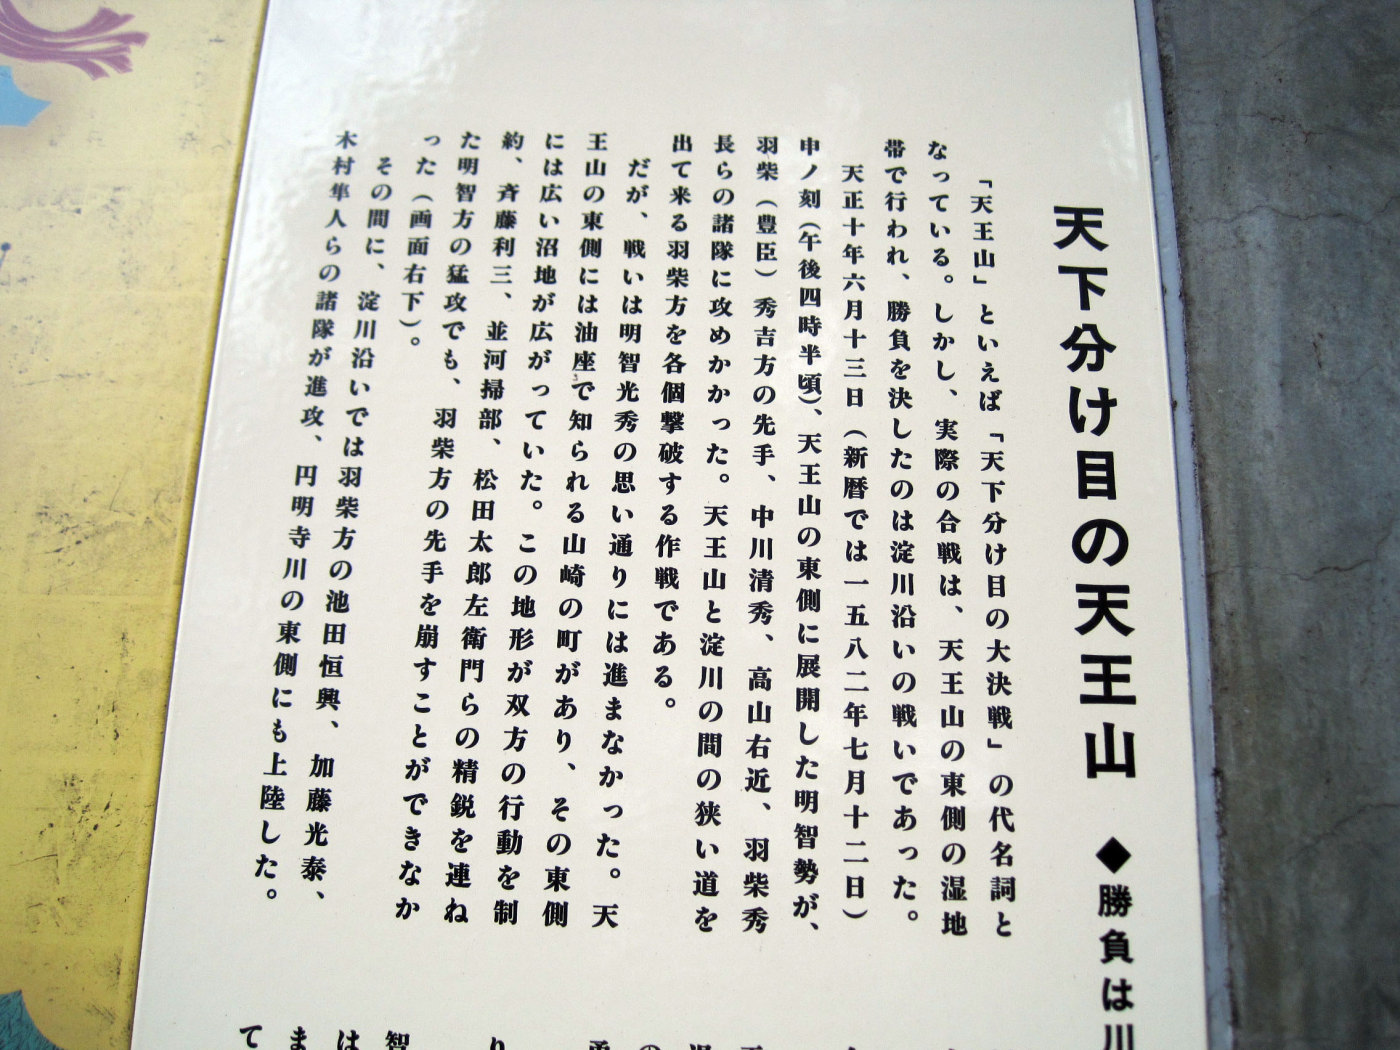 天下分け目の天王山 ◆勝負は川
「天王山」といえば「天下分け目の大決戦」の代名詞と
なっている。しかし、実際の合戦は、天王山の東側の湿地
帯で行われ、勝負を決したのは淀川沿いの戦いであった。
天正十年六月十三日（新暦では一五八二年七月十二日）
申ノ刻（午後四時半頃）、天王山の東側に展開した明智勢が、
羽柴（豊臣）秀吉方の先手、中川清秀、高山右近、羽柴秀
長らの諸隊に攻めかかった。天王山と淀川の間の狭い道を
出て来る羽柴方を各個撃破する作戦である。
だが、戦いは明智光秀の思い通りには進まなかった。天
王山の東側には油座で知られる山崎の町があり、その東側
には広い沼地が広がっていた。この地形が双方の行動を制
約、斉藤利三、並河掃部、松田太郎左衛門らの精鋭を連ね
た明智方の猛攻でも、羽柴方の先手を崩すことができなか
った（画面右下）。
その間に、淀川沿いでは羽柴方の池田恒興、加藤光泰、
木村隼人らの諸隊が進攻、円明寺川の東側にも上陸した。